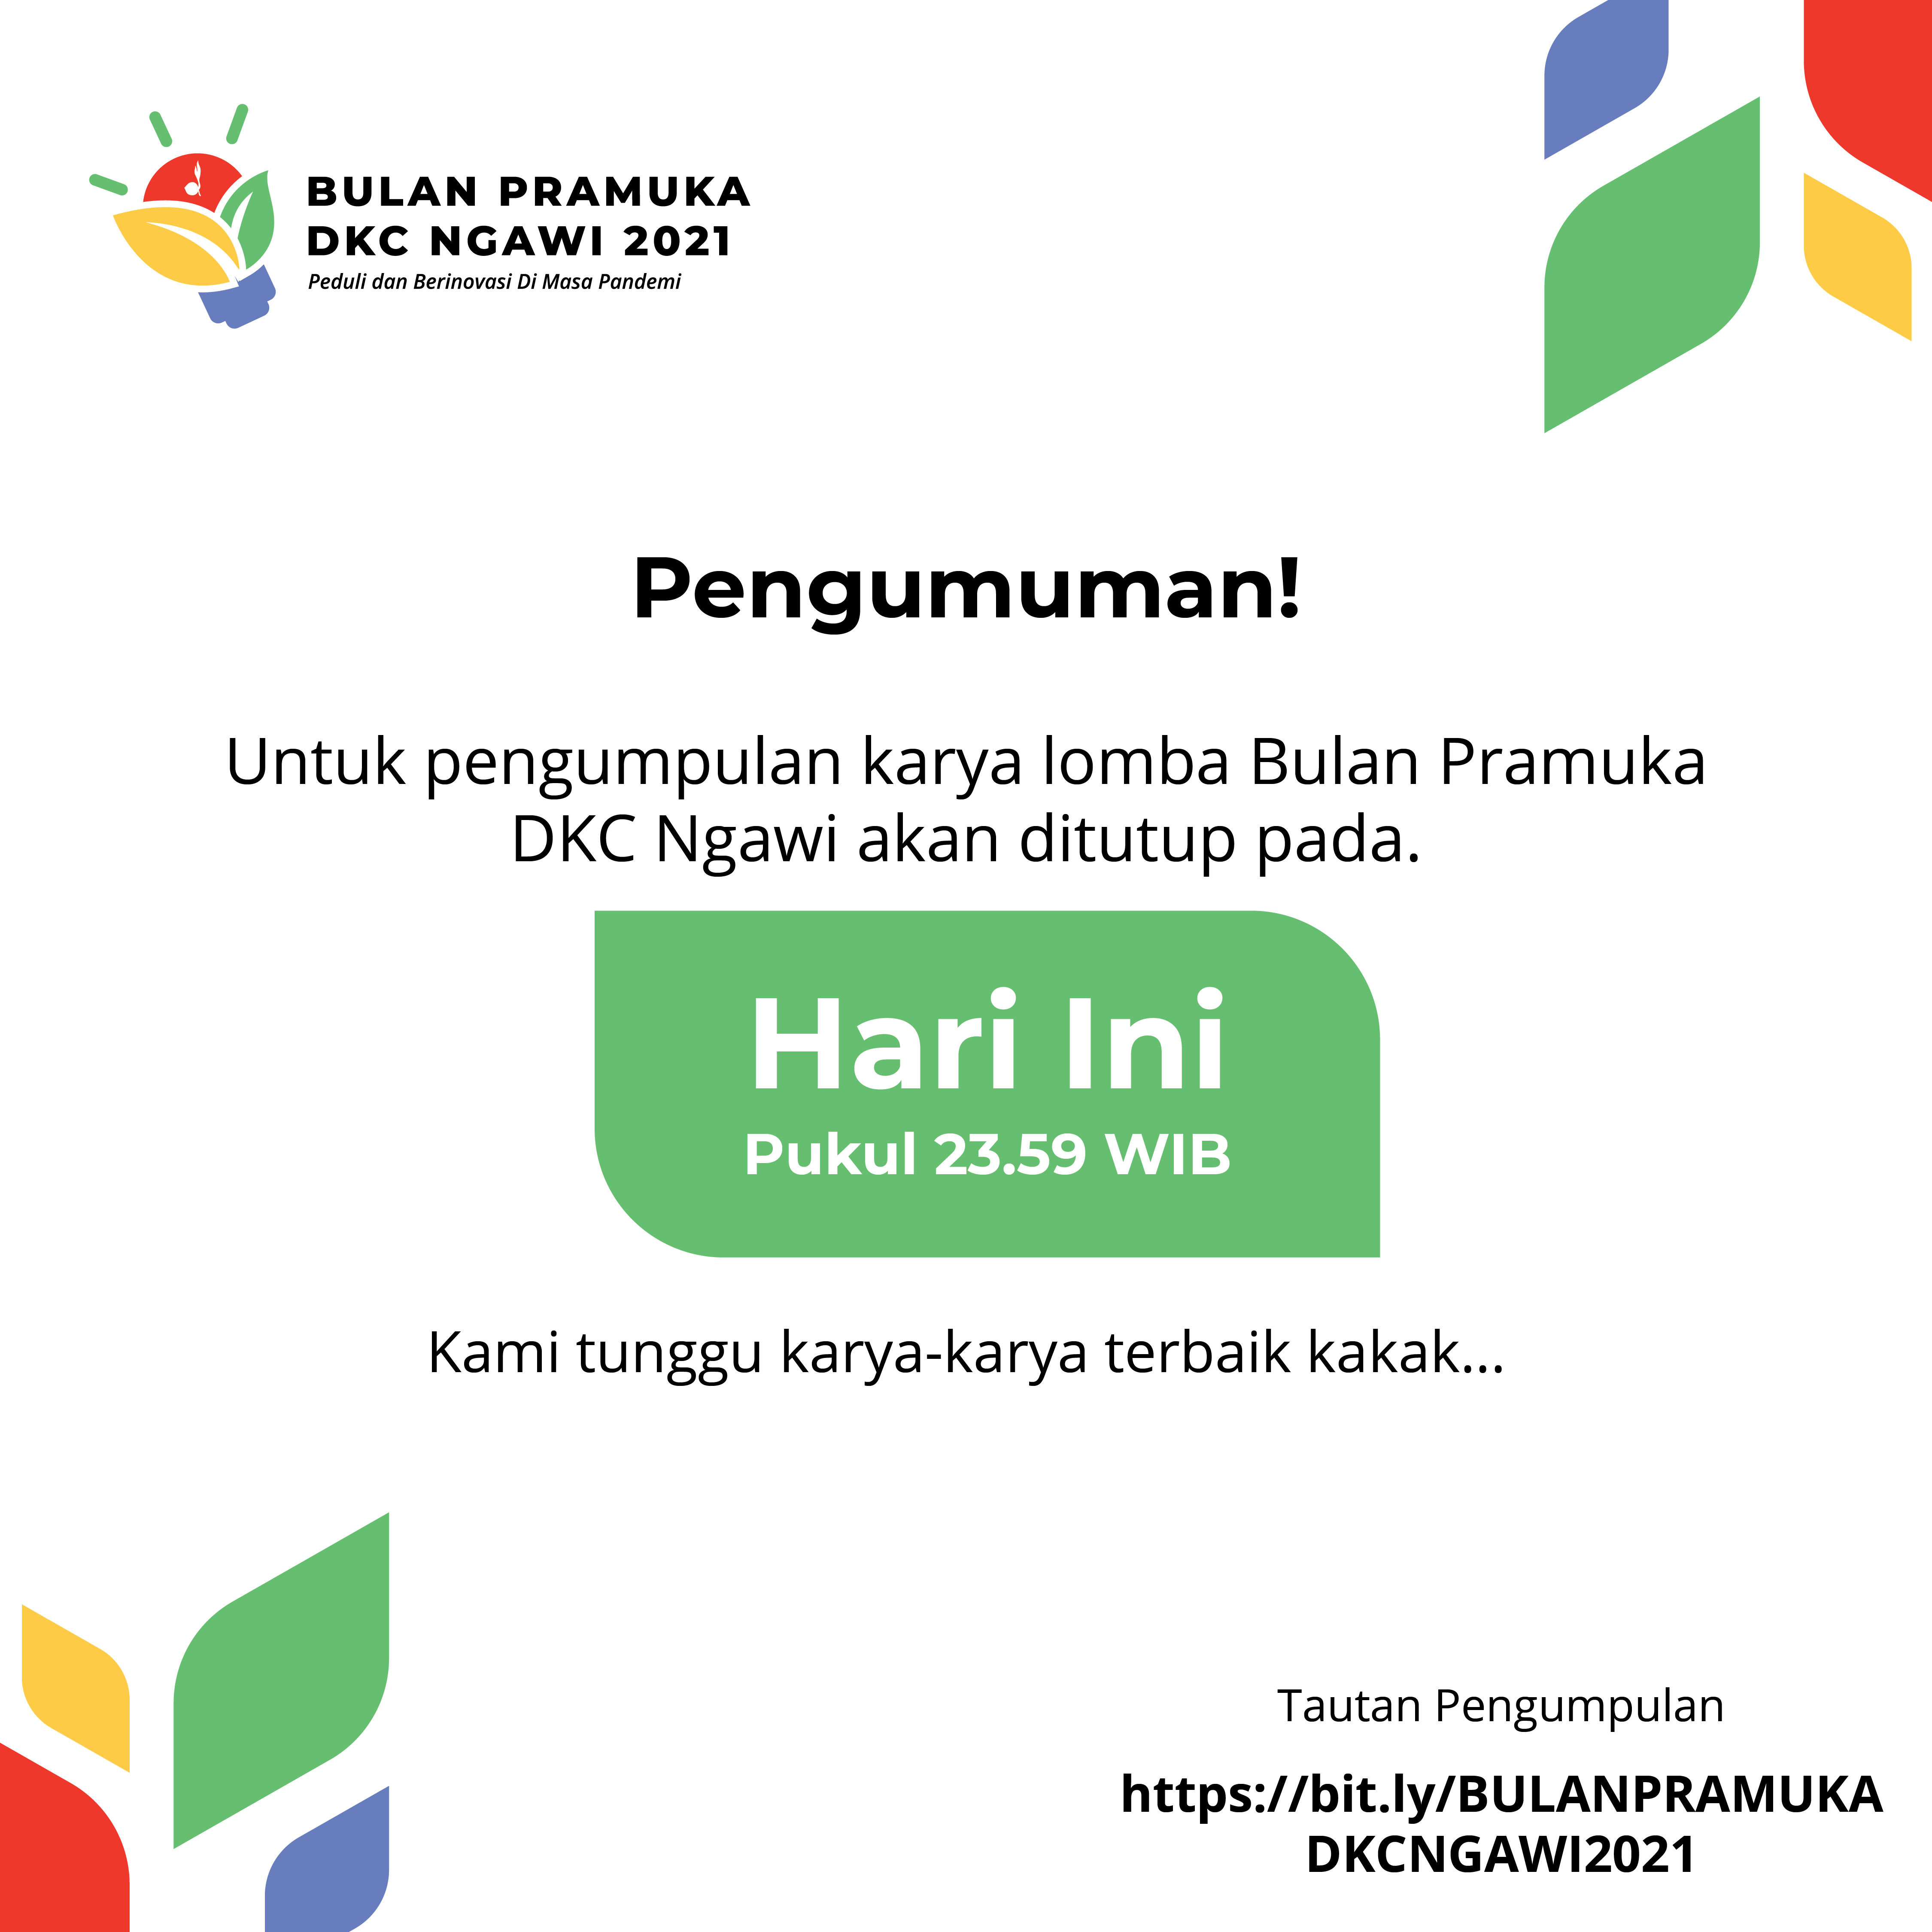 BULAN PRAMUKA
DKC NGAWI 2021
Peduli dan Berinovasi Di Masa Pandemi
Pengumuman!
Untuk pengumpulan karya lomba Bulan Pramuka
DKC Ngawi akan ditutup pada.
Hari Ini
Pukul 23.59 WIB
Kami tunggu karya-karya terbaik kakak...
Tautan Pengumpulan
https://bit.ly/BULANPRAMUKA
DKCNGAWI2021